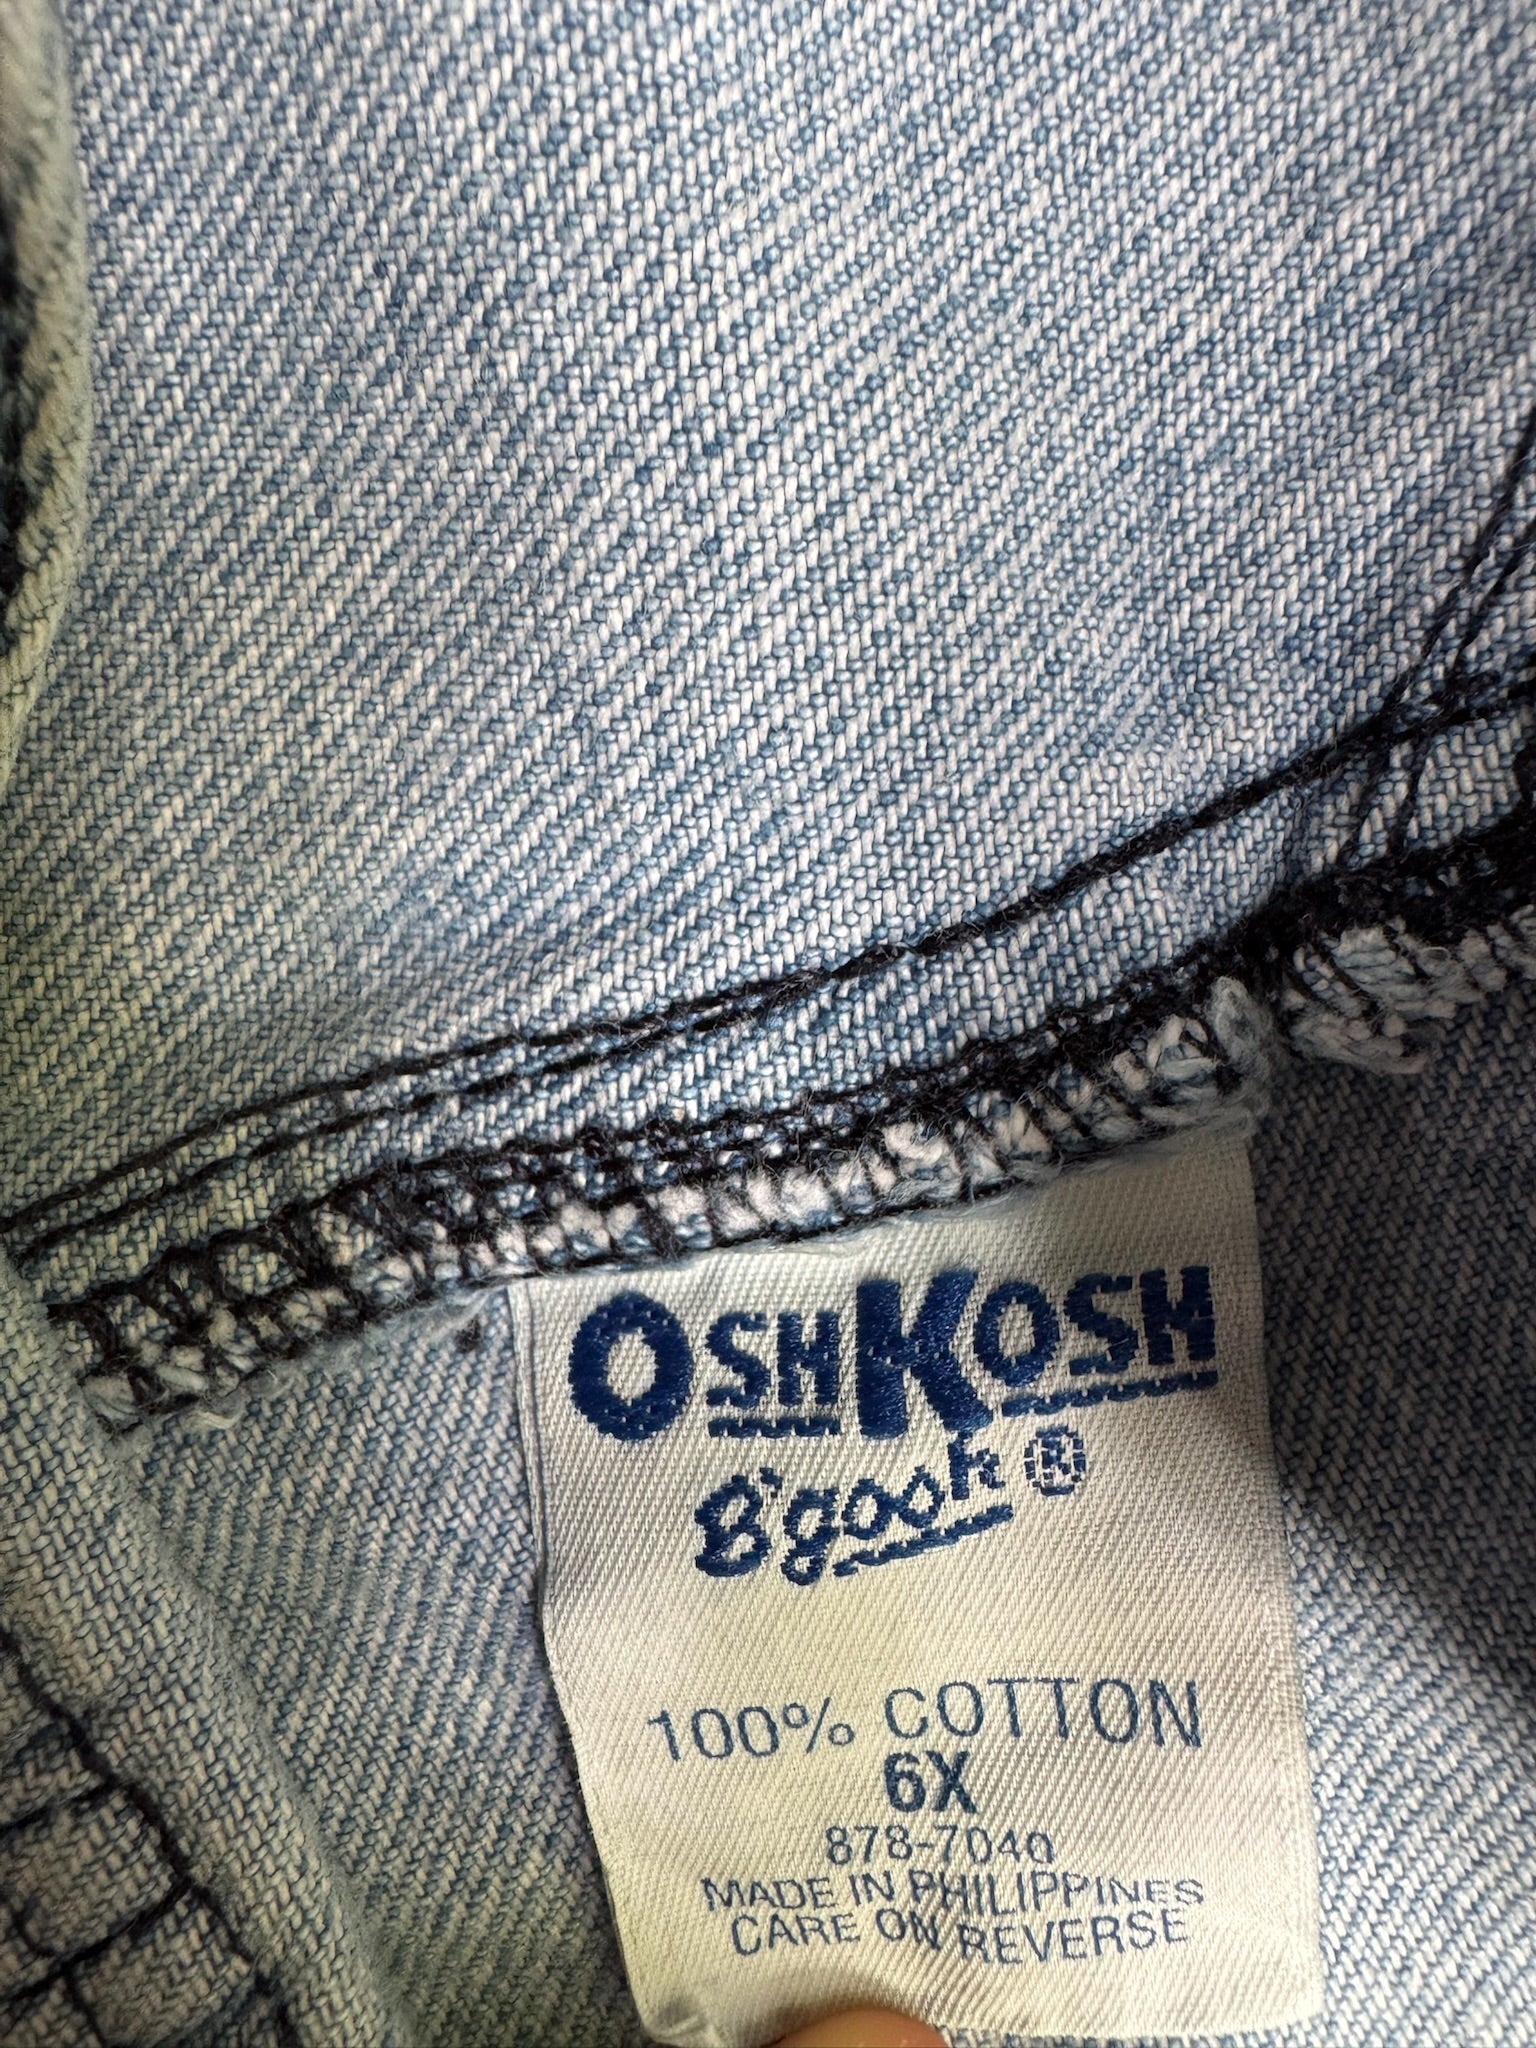 OSHKOSH
B'gosh®
100% COTTON
6X
878-7040
MADE IN PHILIPPINES
CARE ON REVERSE